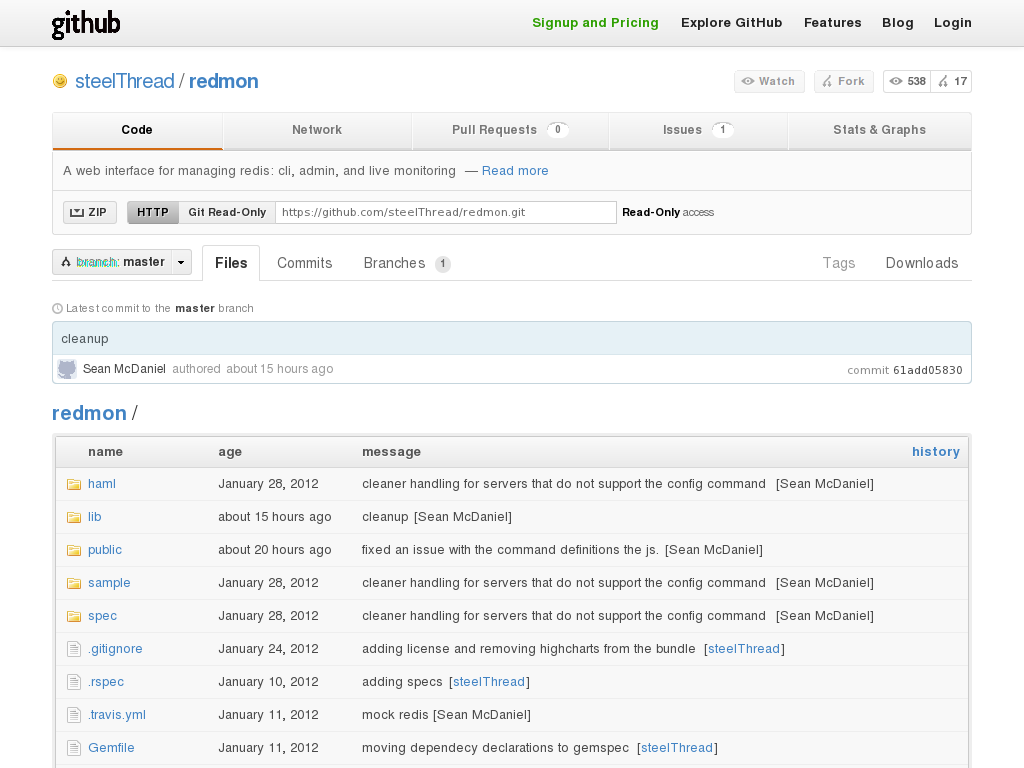 github
Signup and Pricing Explore GitHub Features Blog Login
steelThread / redmon
Watch Fork 538 17
Code Network Pull Requests 0 Issues 1 Stats & Graphs
A web interface for managing redis: cli, admin, and live monitoring — Read more
ZIP HTTP Git Read-Only https://github.com/steelThread/redmon.git Read-Only access
branch: master Files Commits Branches 1 Tags Downloads
Latest commit to the master branch
cleanup
Sean McDaniel authored about 15 hours ago commit 61add05830
redmon /
name age message history
haml January 28, 2012 cleaner handling for servers that do not support the config command [Sean McDaniel]
lib about 15 hours ago cleanup [Sean McDaniel]
public about 20 hours ago fixed an issue with the command definitions the js. [Sean McDaniel]
sample January 28, 2012 cleaner handling for servers that do not support the config command [Sean McDaniel]
spec January 28, 2012 cleaner handling for servers that do not support the config command [Sean McDaniel]
.gitignore January 24, 2012 adding license and removing highcharts from the bundle [steelThread]
.rspec January 10, 2012 adding specs [steelThread]
.travis.yml January 11, 2012 mock redis [Sean McDaniel]
Gemfile January 11, 2012 moving dependecy declarations to gemspec [steelThread]